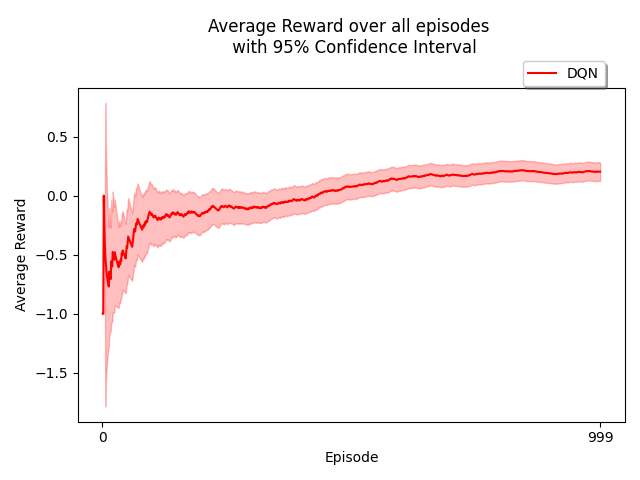 Average Reward over all episodes
with 95% Confidence Interval
DQN
0.5
0.0
−0.5
−1.0
−1.5
Average Reward
0
999
Episode